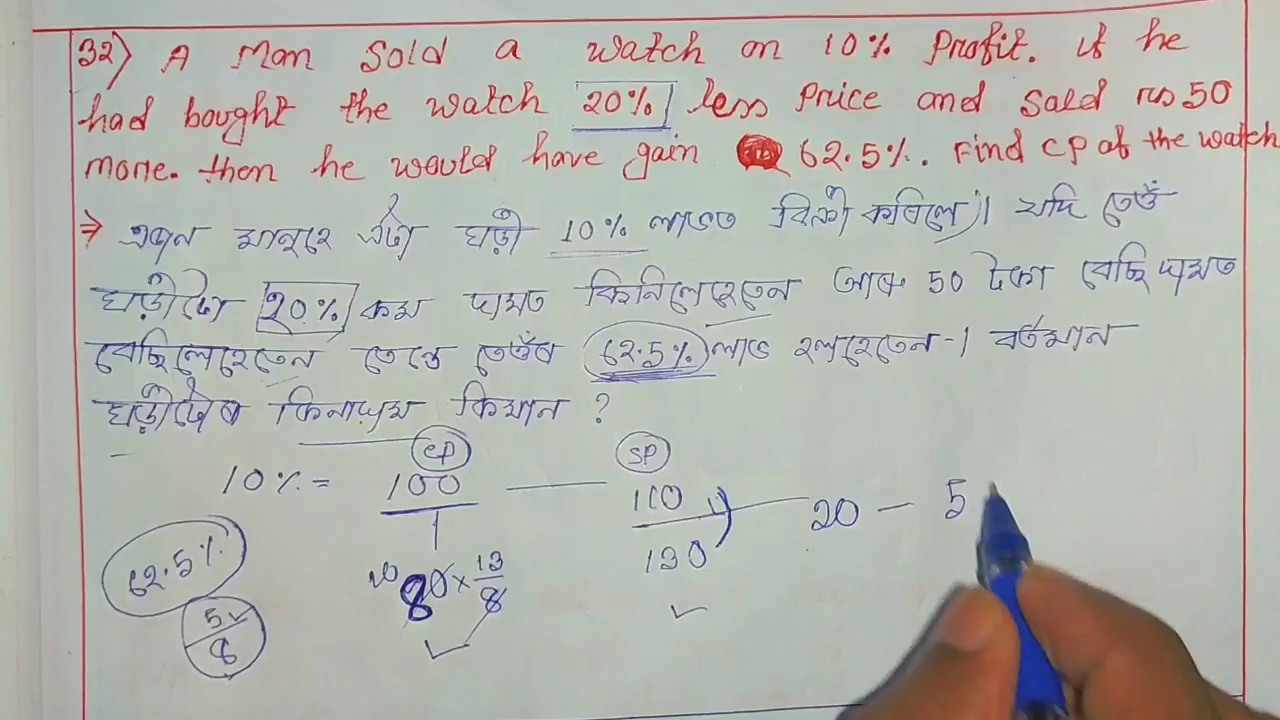 32) A Man Sold a watch on 10% Profit. if he
had bought the watch 20% less Price and Sold rs 50
more. then he would have gain 62.5%. Find CP of the watch
⇒ এজন মানুহে এটা ঘড়ী 10% লাভত বিক্ৰী কৰিলে। যদি তেওঁ
ঘড়ীটো 20% কম দামত কিনিলেহেতেন আৰু 50 টকা বেছি দামত
বেছিলেহেতেন তেন্তে তেওঁৰ 62.5% লাভ হলহেতেন। বৰ্তমান
ঘড়ীটোৰ কিনাদাম কিমান ?
CP SP
10% = 100 — 110 ) — 20 — 5
1 130
62.5% 10 80 × 13/8 ✓
5/8 ✓